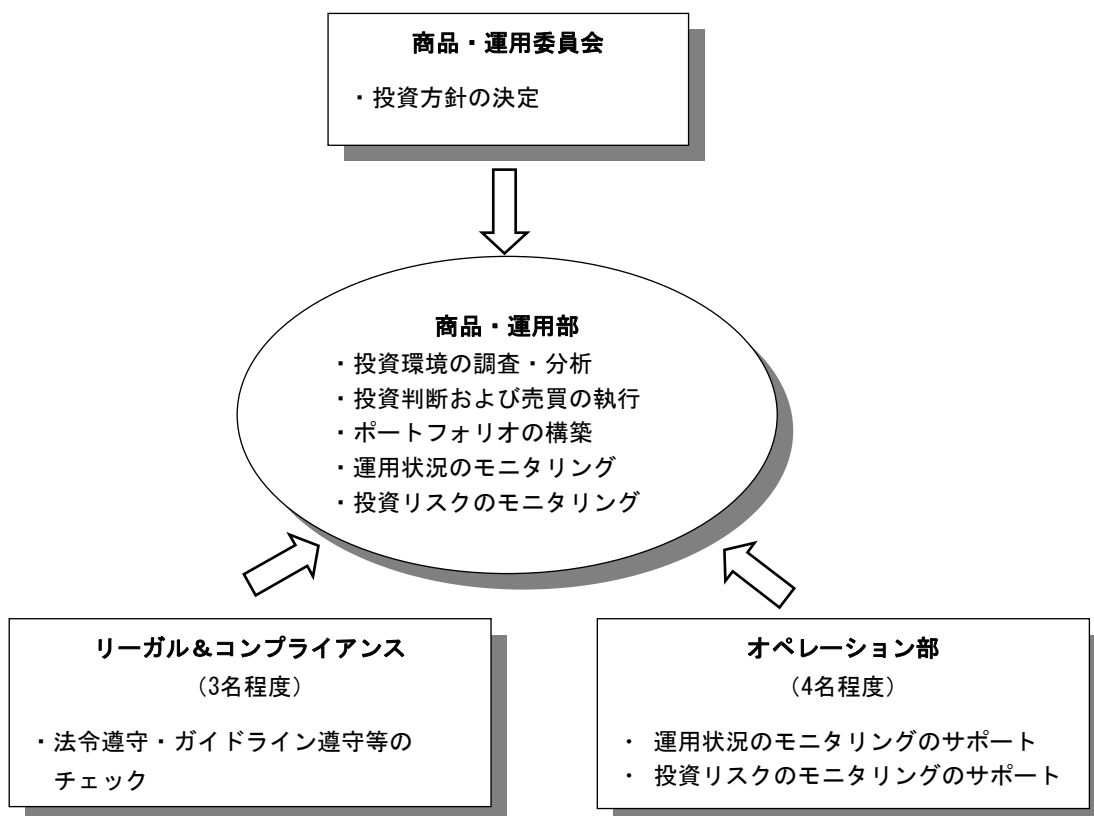 商品・運用委員会
・投資方針の決定
商品・運用部
・投資環境の調査・分析
・投資判断および売買の執行
・ポートフォリオの構築
・運用状況のモニタリング
・投資リスクのモニタリング
リーガル＆コンプライアンス
（3名程度）
・法令遵守・ガイドライン遵守等の
チェック
オペレーション部
（4名程度）
・ 運用状況のモニタリングのサポート
・ 投資リスクのモニタリングのサポート